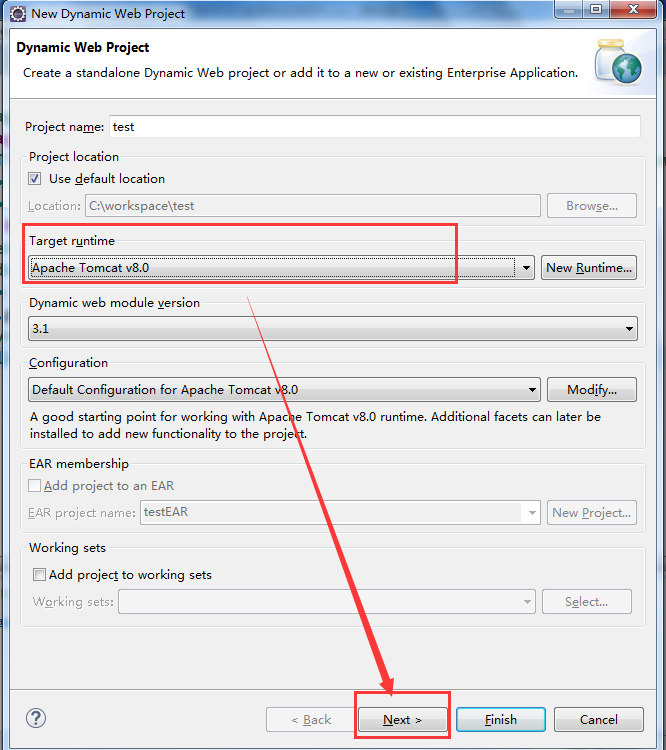 New Dynamic Web Project
Dynamic Web Project
Create a standalone Dynamic Web project or add it to a new or existing Enterprise Application.
Project name: test
Project location
Use default location
Location: C:\workspace\test Browse...
Target runtime
Apache Tomcat v8.0 New Runtime...
Dynamic web module version
3.1
Configuration
Default Configuration for Apache Tomcat v8.0 Modify...
A good starting point for working with Apache Tomcat v8.0 runtime. Additional facets can later be
installed to add new functionality to the project.
EAR membership
Add project to an EAR
EAR project name: testEAR New Project...
Working sets
Add project to working sets
Working sets: Select...
? < Back Next > Finish Cancel